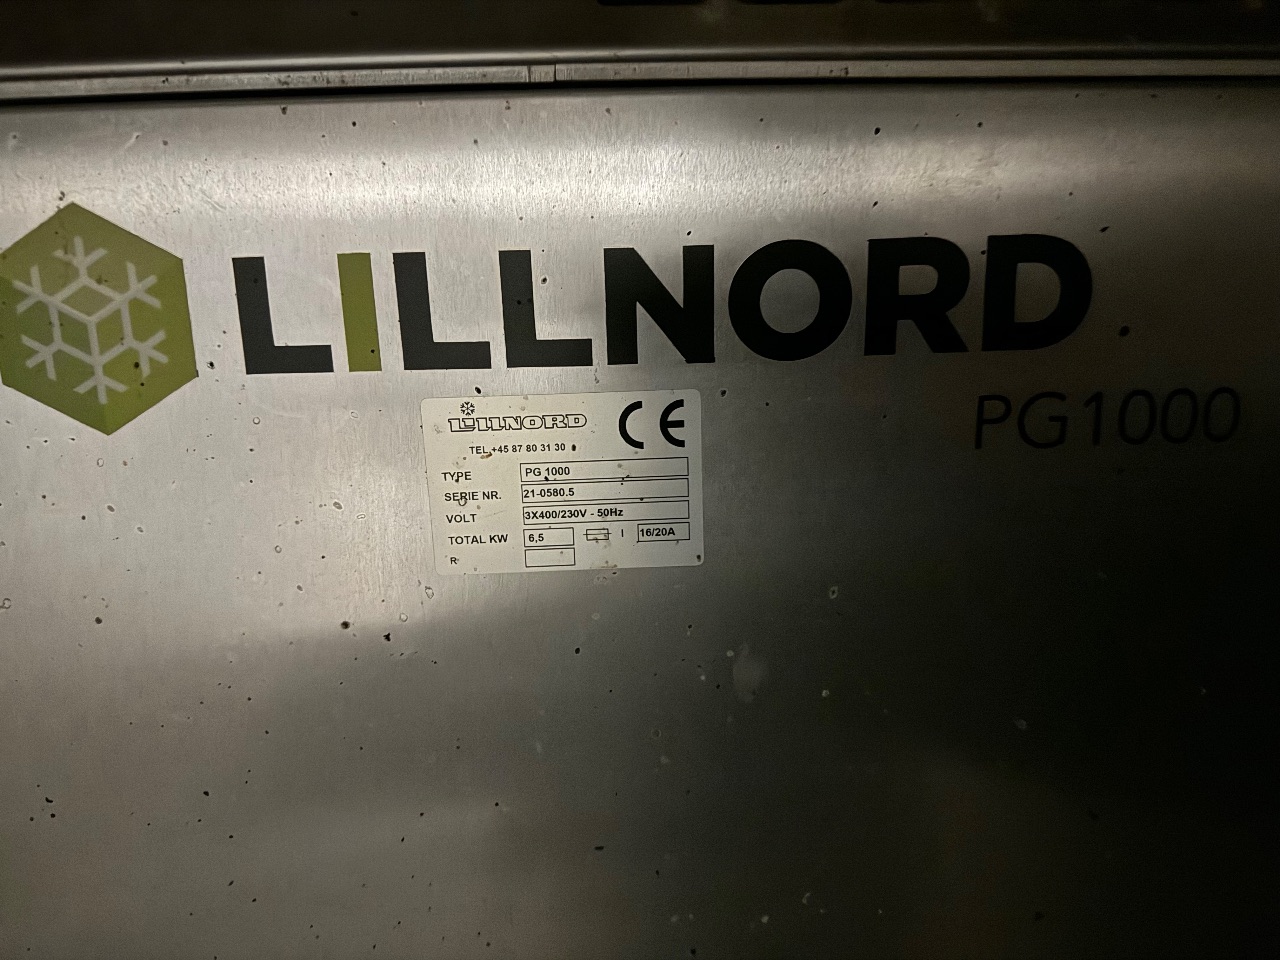 LILLNORD
PG1000
LILLNORD CE
TEL.+45 87 80 31 30
TYPE PG 1000
SERIE NR. 21-0580.5
VOLT 3X400/230V - 50Hz
TOTAL KW 6,5 I 16/20A
R